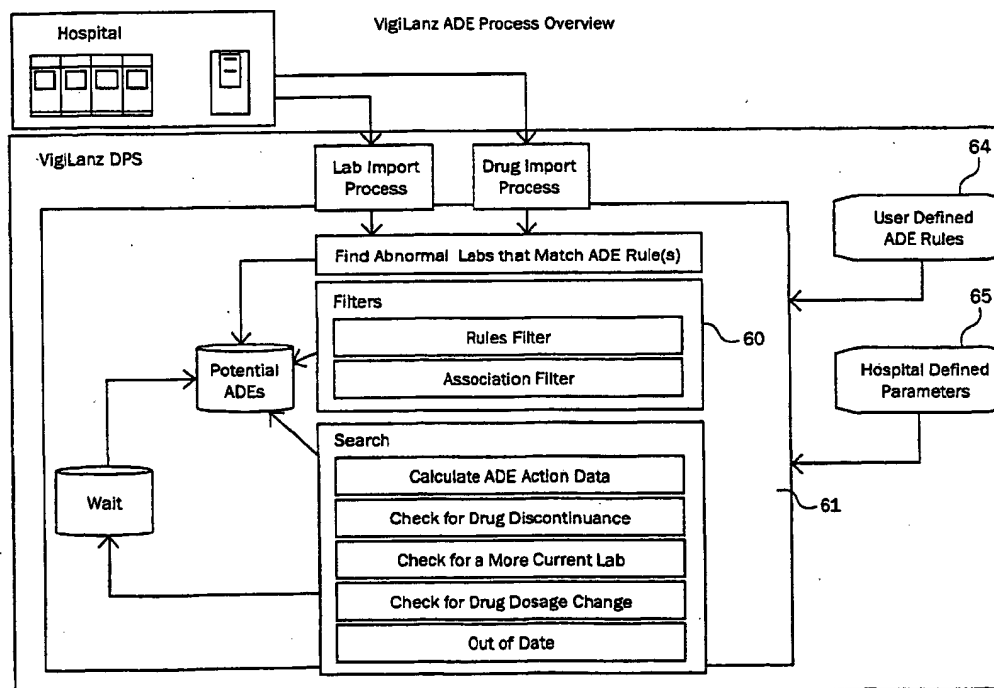 VigiLanz ADE Process Overview
Hospital
VigiLanz DPS
Lab Import
Process
Drug Import
Process
64
User Defined
ADE Rules
Find Abnormal Labs that Match ADE Rule(s)
Filters
Rules Filter
Association Filter
60
65
Hospital Defined
Parameters
Potential
ADEs
Search
Calculate ADE Action Data
Check for Drug Discontinuance
Check for a More Current Lab
Check for Drug Dosage Change
Out of Date
Wait
61